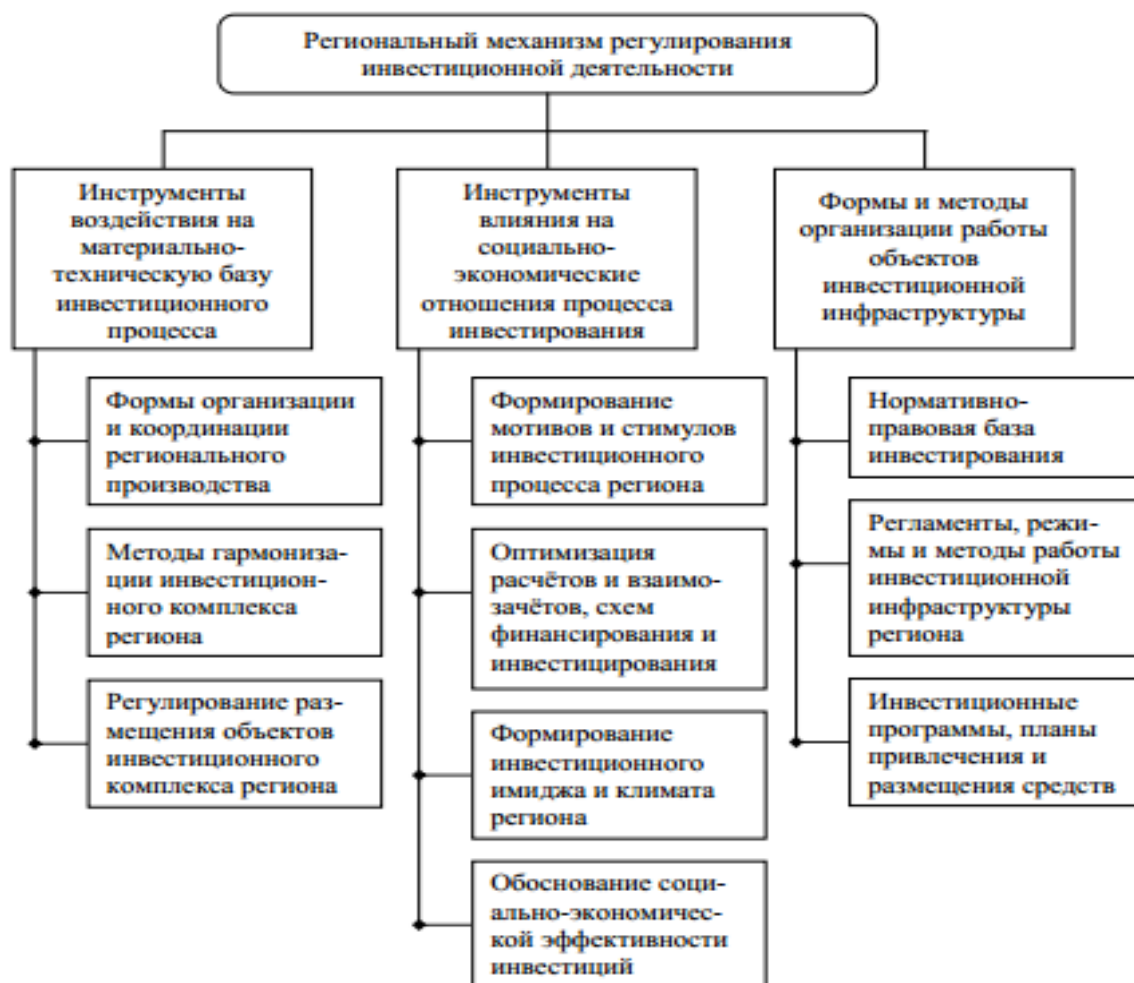 Региональный механизм регулирования
инвестиционной деятельности
Инструменты
воздействия на
материально-
техническую базу
инвестиционного
процесса
Формы организации
и координации
регионального
производства
Методы гармониза-
ции инвестицион-
ного комплекса
региона
Регулирование раз-
мещения объектов
инвестиционного
комплекса региона
Инструменты
влияния на
социально-
экономические
отношения процесса
инвестирования
Формирование
мотивов и стимулов
инвестиционного
процесса региона
Оптимизация
расчётов и взаимо-
зачётов, схем
финансирования и
инвестицирования
Формирование
инвестиционного
имиджа и климата
региона
Обоснование соци-
ально-экономичес-
кой эффективности
инвестиций
Формы и методы
организации работы
объектов
инвестиционной
инфраструктуры
Нормативно-
правовая база
инвестирования
Регламенты, режи-
мы и методы работы
инвестиционной
инфраструктуры
региона
Инвестиционные
программы, планы
привлечения и
размещения средств